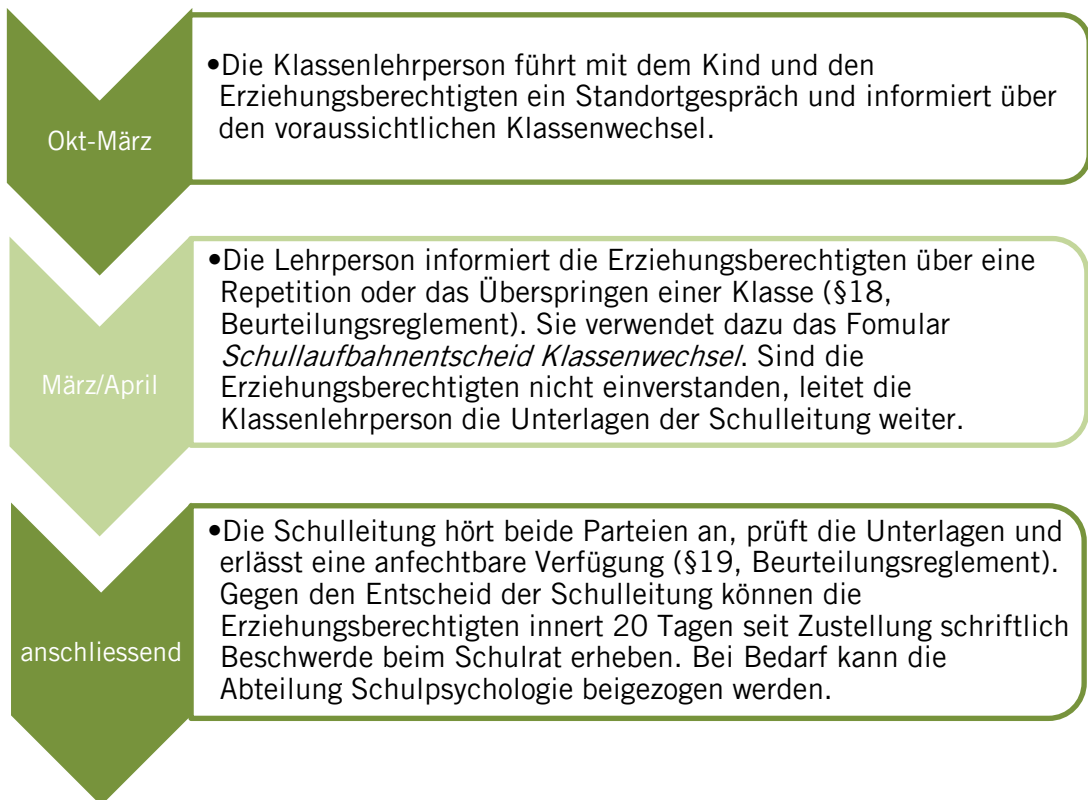 Okt-März
•Die Klassenlehrperson führt mit dem Kind und den
Erziehungsberechtigten ein Standortgespräch und informiert über
den voraussichtlichen Klassenwechsel.
März/April
•Die Lehrperson informiert die Erziehungsberechtigten über eine
Repetition oder das Überspringen einer Klasse (§18,
Beurteilungsreglement). Sie verwendet dazu das Fomular
Schullaufbahnentscheid Klassenwechsel. Sind die
Erziehungsberechtigten nicht einverstanden, leitet die
Klassenlehrperson die Unterlagen der Schulleitung weiter.
anschliessend
•Die Schulleitung hört beide Parteien an, prüft die Unterlagen und
erlässt eine anfechtbare Verfügung (§19, Beurteilungsreglement).
Gegen den Entscheid der Schulleitung können die
Erziehungsberechtigten innert 20 Tagen seit Zustellung schriftlich
Beschwerde beim Schulrat erheben. Bei Bedarf kann die
Abteilung Schulpsychologie beigezogen werden.